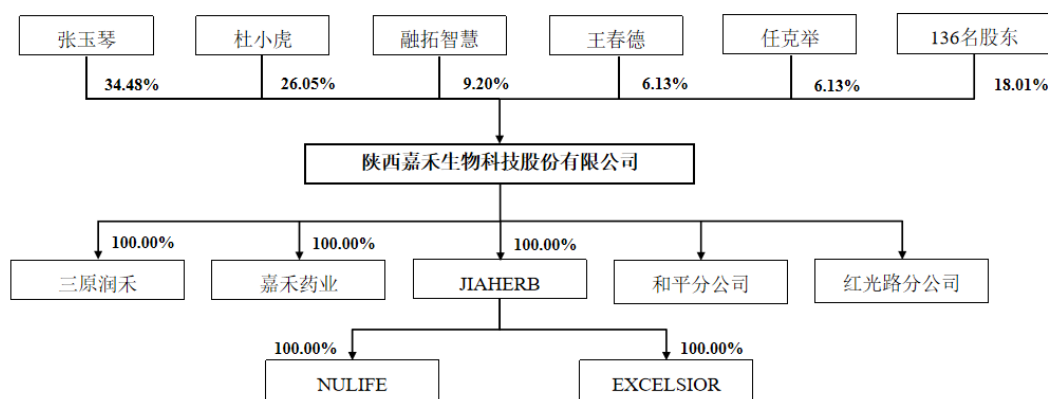 张玉琴 杜小虎 融拓智慧 王春德 任克举 136名股东
34.48% 26.05% 9.20% 6.13% 6.13% 18.01%
陕西嘉禾生物科技股份有限公司
100.00% 100.00% 100.00%
三原润禾 嘉禾药业 JIAHERB 和平分公司 红光路分公司
100.00% 100.00%
NULIFE EXCELSIOR